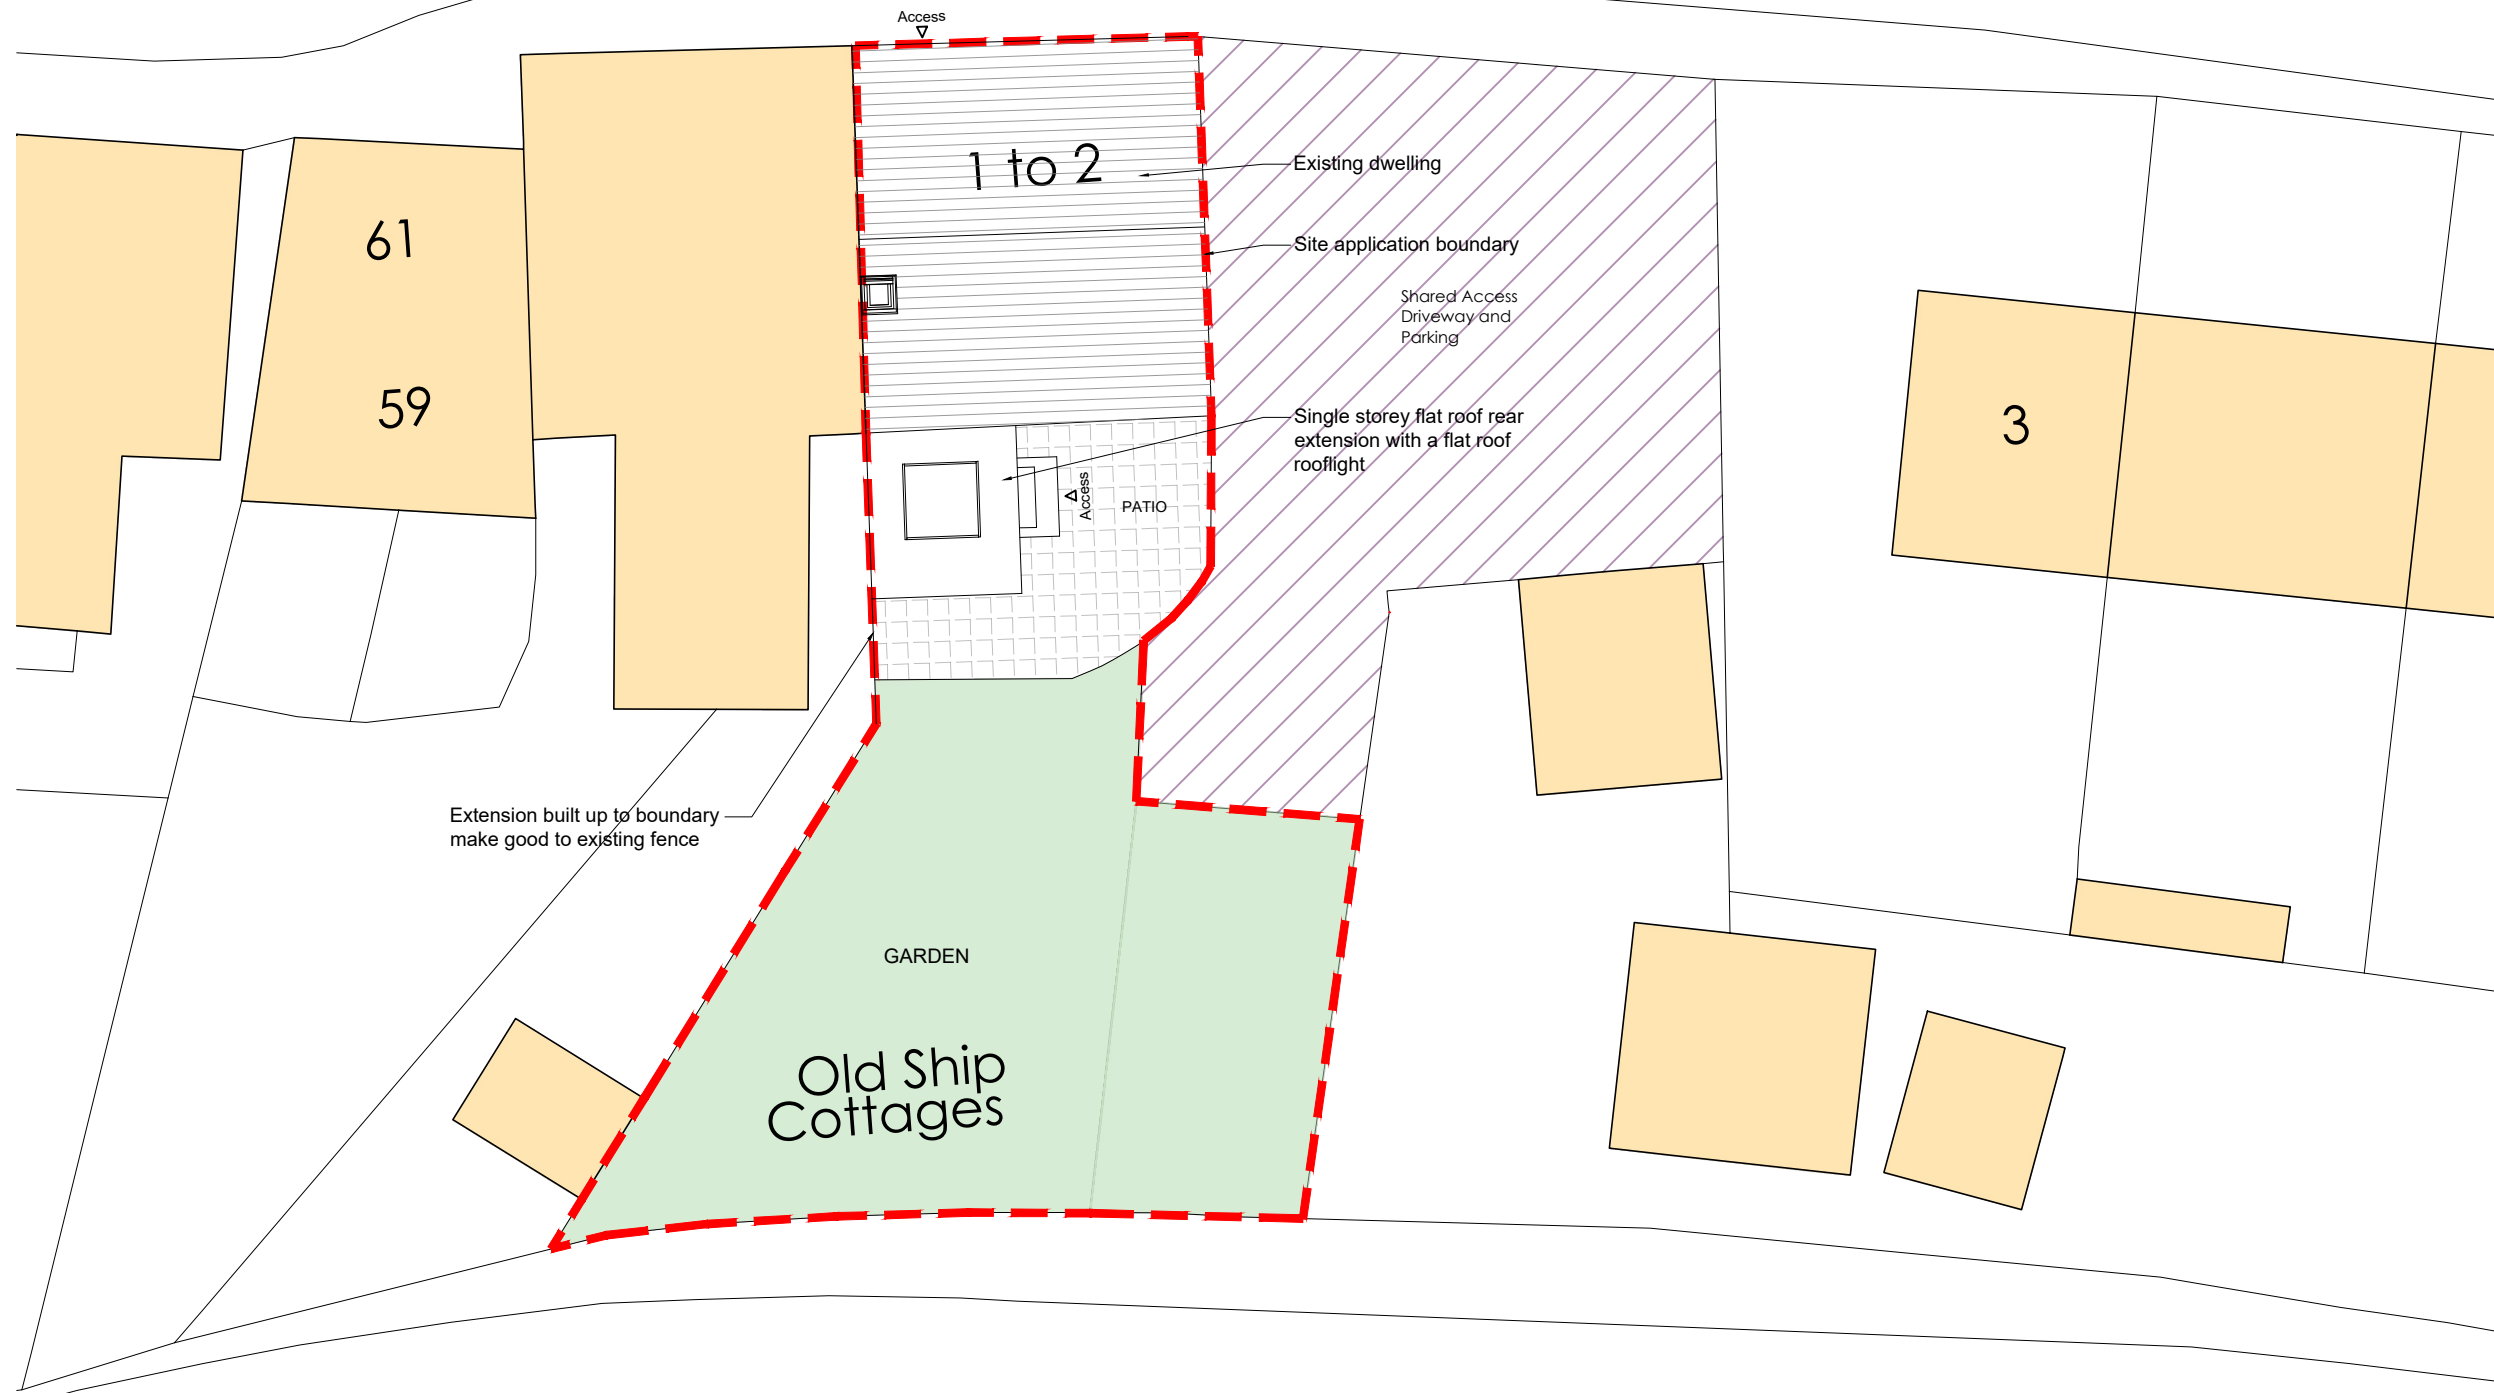 Access
1 to 2
Existing dwelling
61
Site application boundary
Shared Access
Driveway and
Parking
59
3
Single storey flat roof rear
extension with a flat roof
rooflight
Access
PATIO
Extension built up to boundary
make good to existing fence
GARDEN
Old Ship
Cottages